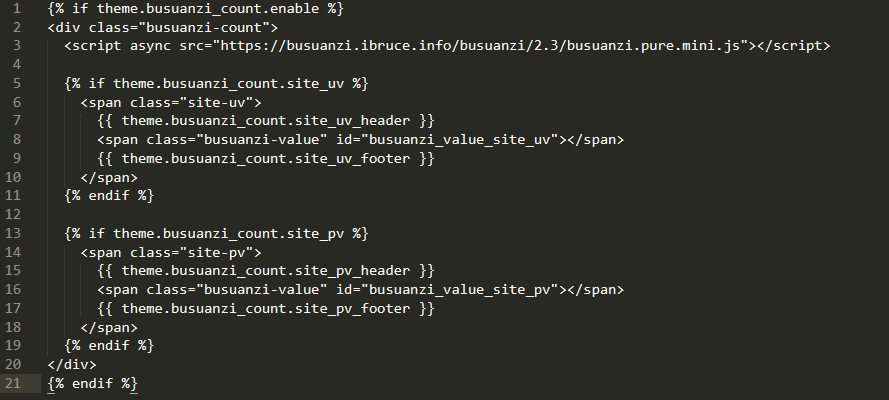 1 {% if theme.busuanzi_count.enable %}
2 <div class="busuanzi-count">
3   <script async src="https://busuanzi.ibruce.info/busuanzi/2.3/busuanzi.pure.mini.js"></script>
4
5   {% if theme.busuanzi_count.site_uv %}
6     <span class="site-uv">
7       {{ theme.busuanzi_count.site_uv_header }}
8       <span class="busuanzi-value" id="busuanzi_value_site_uv"></span>
9       {{ theme.busuanzi_count.site_uv_footer }}
10     </span>
11   {% endif %}
12
13   {% if theme.busuanzi_count.site_pv %}
14     <span class="site-pv">
15       {{ theme.busuanzi_count.site_pv_header }}
16       <span class="busuanzi-value" id="busuanzi_value_site_pv"></span>
17       {{ theme.busuanzi_count.site_pv_footer }}
18     </span>
19   {% endif %}
20 </div>
21 {% endif %}